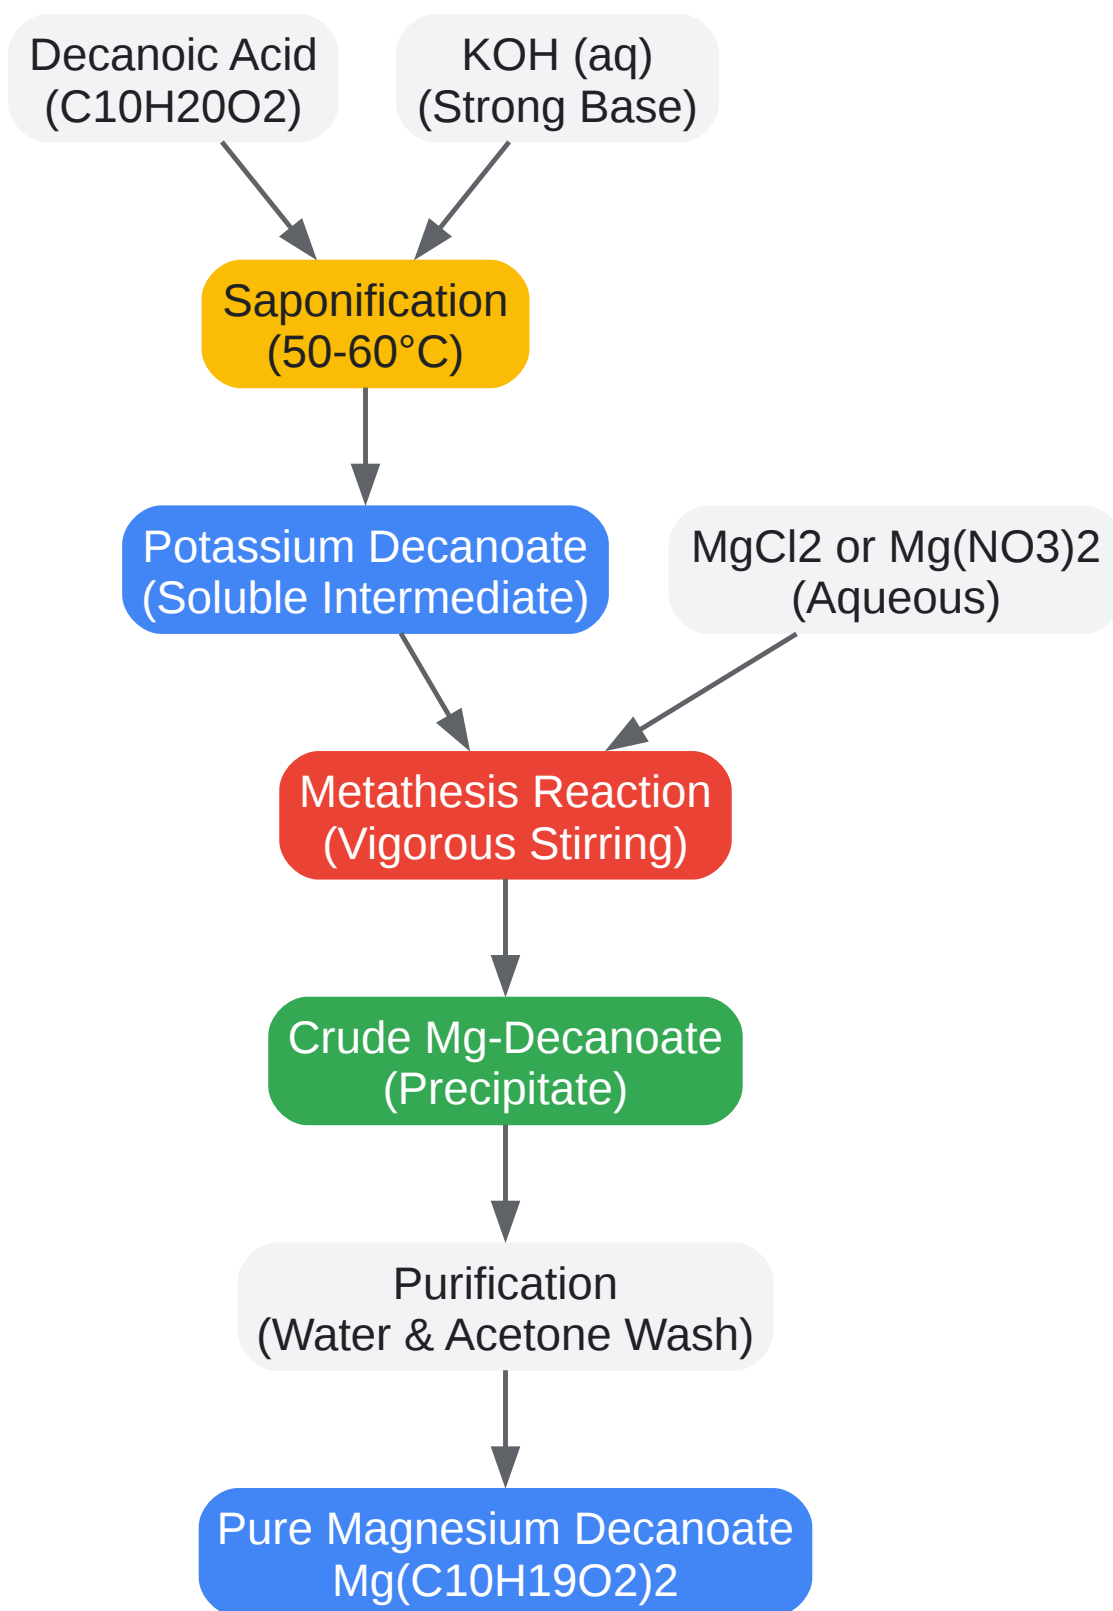 Decanoic Acid
(C10H20O2)
KOH (aq)
(Strong Base)
Saponification
(50-60°C)
Potassium Decanoate
(Soluble Intermediate)
MgCl2 or Mg(NO3)2
(Aqueous)
Metathesis Reaction
(Vigorous Stirring)
Crude Mg-Decanoate
(Precipitate)
Purification
(Water & Acetone Wash)
Pure Magnesium Decanoate
Mg(C10H19O2)2